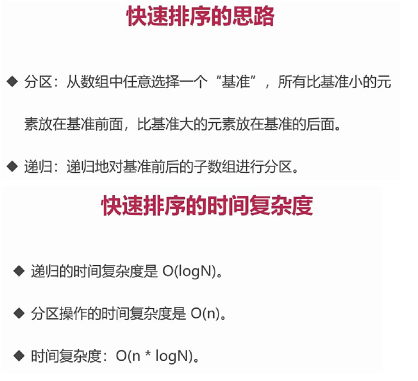 快速排序的思路
◆ 分区：从数组中任意选择一个“基准”，所有比基准小的元
素放在基准前面，比基准大的元素放在基准的后面。
◆ 递归：递归地对基准前后的子数组进行分区。
快速排序的时间复杂度
◆ 递归的时间复杂度是 O(logN)。
◆ 分区操作的时间复杂度是 O(n)。
◆ 时间复杂度：O(n * logN)。